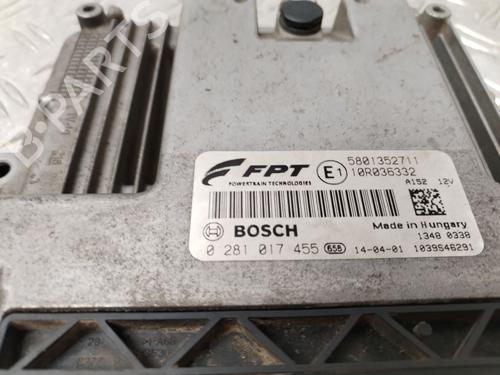 B-PARTS
FPT
POWERTRAIN TECHNOLOGIES
E1
5801352711
10R036332
A152 12V
BOSCH
Made in Hungary
0 281 017 455 658
1348 0338
14-04-01 1039S46291